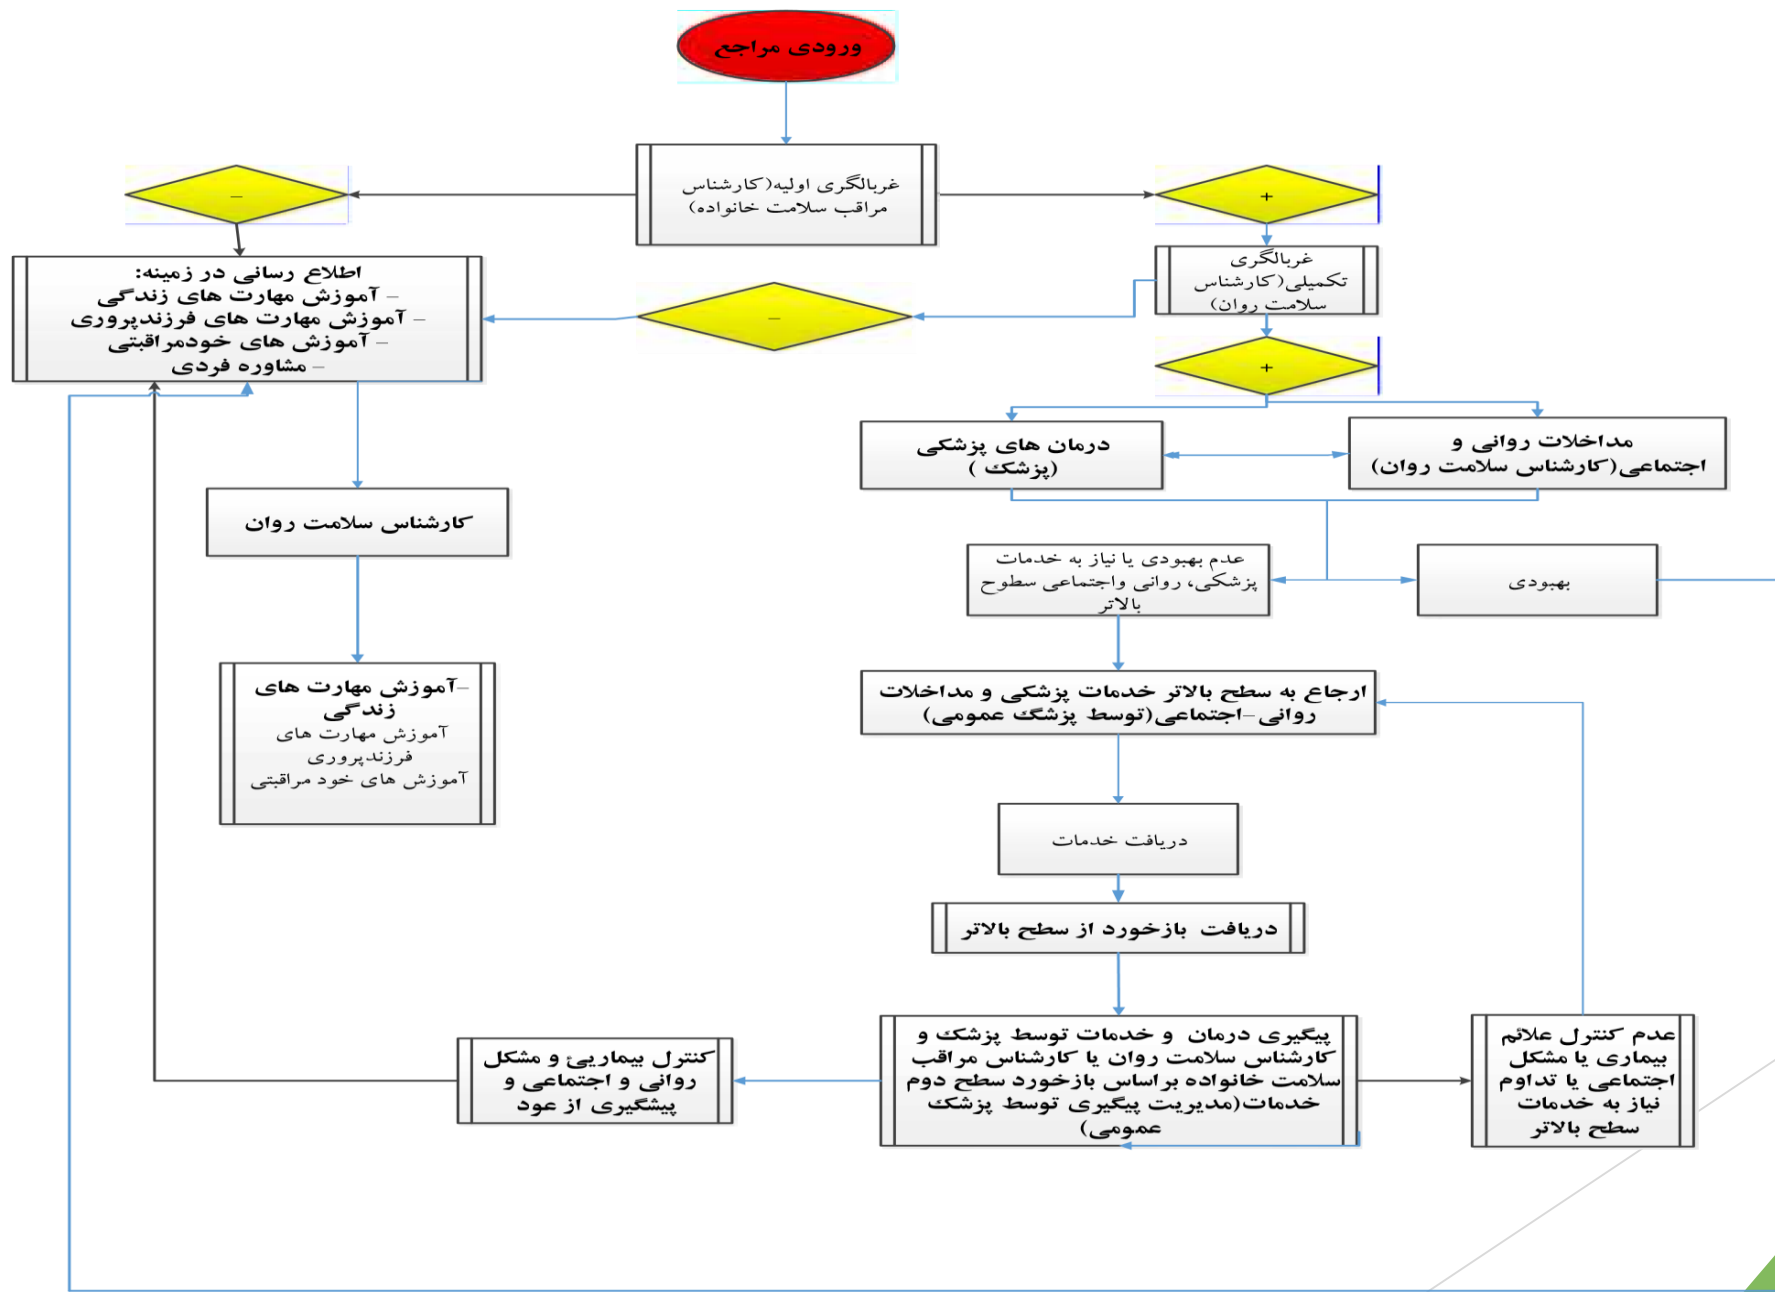 ورودی مراجع
غربالگری اولیه(کارشناس
مراقب سلامت خانواده)
–
+
غربالگری
تکمیلی(کارشناس
سلامت روان)
اطلاع رسانی در زمینه:
– آموزش مهارت های زندگی
– آموزش مهارت های فرزندپروری
– آموزش های خودمراقبتی
– مشاوره فردی
–
+
درمان های پزشکی
(پزشک )
مداخلات روانی و
اجتماعی(کارشناس سلامت روان)
کارشناس سلامت روان
عدم بهبودی یا نیاز به خدمات
پزشکی، روانی واجتماعی سطوح
بالاتر
بهبودی
–آموزش مهارت های
زندگی
آموزش مهارت های
فرزندپروری
آموزش های خود مراقبتی
ارجاع به سطح بالاتر خدمات پزشکی و مداخلات
روانی–اجتماعی(توسط پزشگ عمومی)
دریافت خدمات
دریافت بازخورد از سطح بالاتر
پیگیری درمان و خدمات توسط پزشک و
کارشناس سلامت روان یا کارشناس مراقب
سلامت خانواده براساس بازخورد سطح دوم
خدمات(مدیریت پیگیری توسط پزشک
عمومی)
عدم کنترل علائم
بیماری یا مشکل
اجتماعی یا تداوم
نیاز به خدمات
سطح بالاتر
کنترل بیماریئ و مشکل
روانی و اجتماعی و
پیشگیری از عود